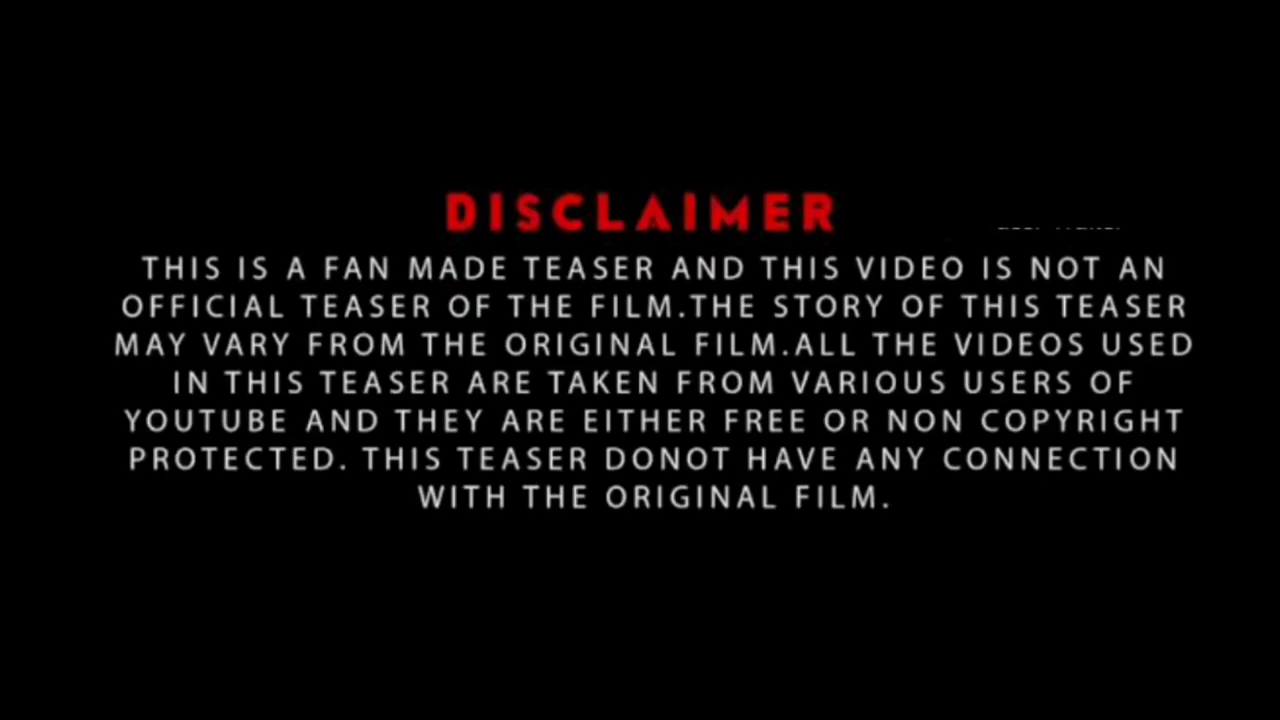 DISCLAIMER
THIS IS A FAN MADE TEASER AND THIS VIDEO IS NOT AN
OFFICIAL TEASER OF THE FILM.THE STORY OF THIS TEASER
MAY VARY FROM THE ORIGINAL FILM.ALL THE VIDEOS USED
IN THIS TEASER ARE TAKEN FROM VARIOUS USERS OF
YOUTUBE AND THEY ARE EITHER FREE OR NON COPYRIGHT
PROTECTED. THIS TEASER DONOT HAVE ANY CONNECTION
WITH THE ORIGINAL FILM.